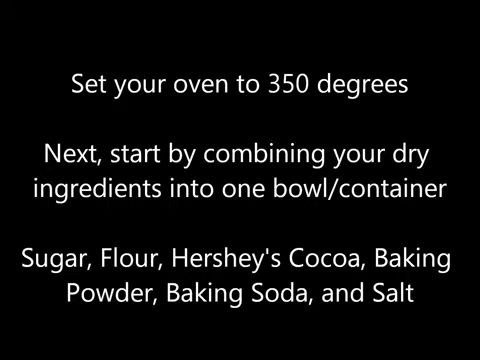 Set your oven to 350 degrees
Next, start by combining your dry
ingredients into one bowl/container
Sugar, Flour, Hershey's Cocoa, Baking
Powder, Baking Soda, and Salt